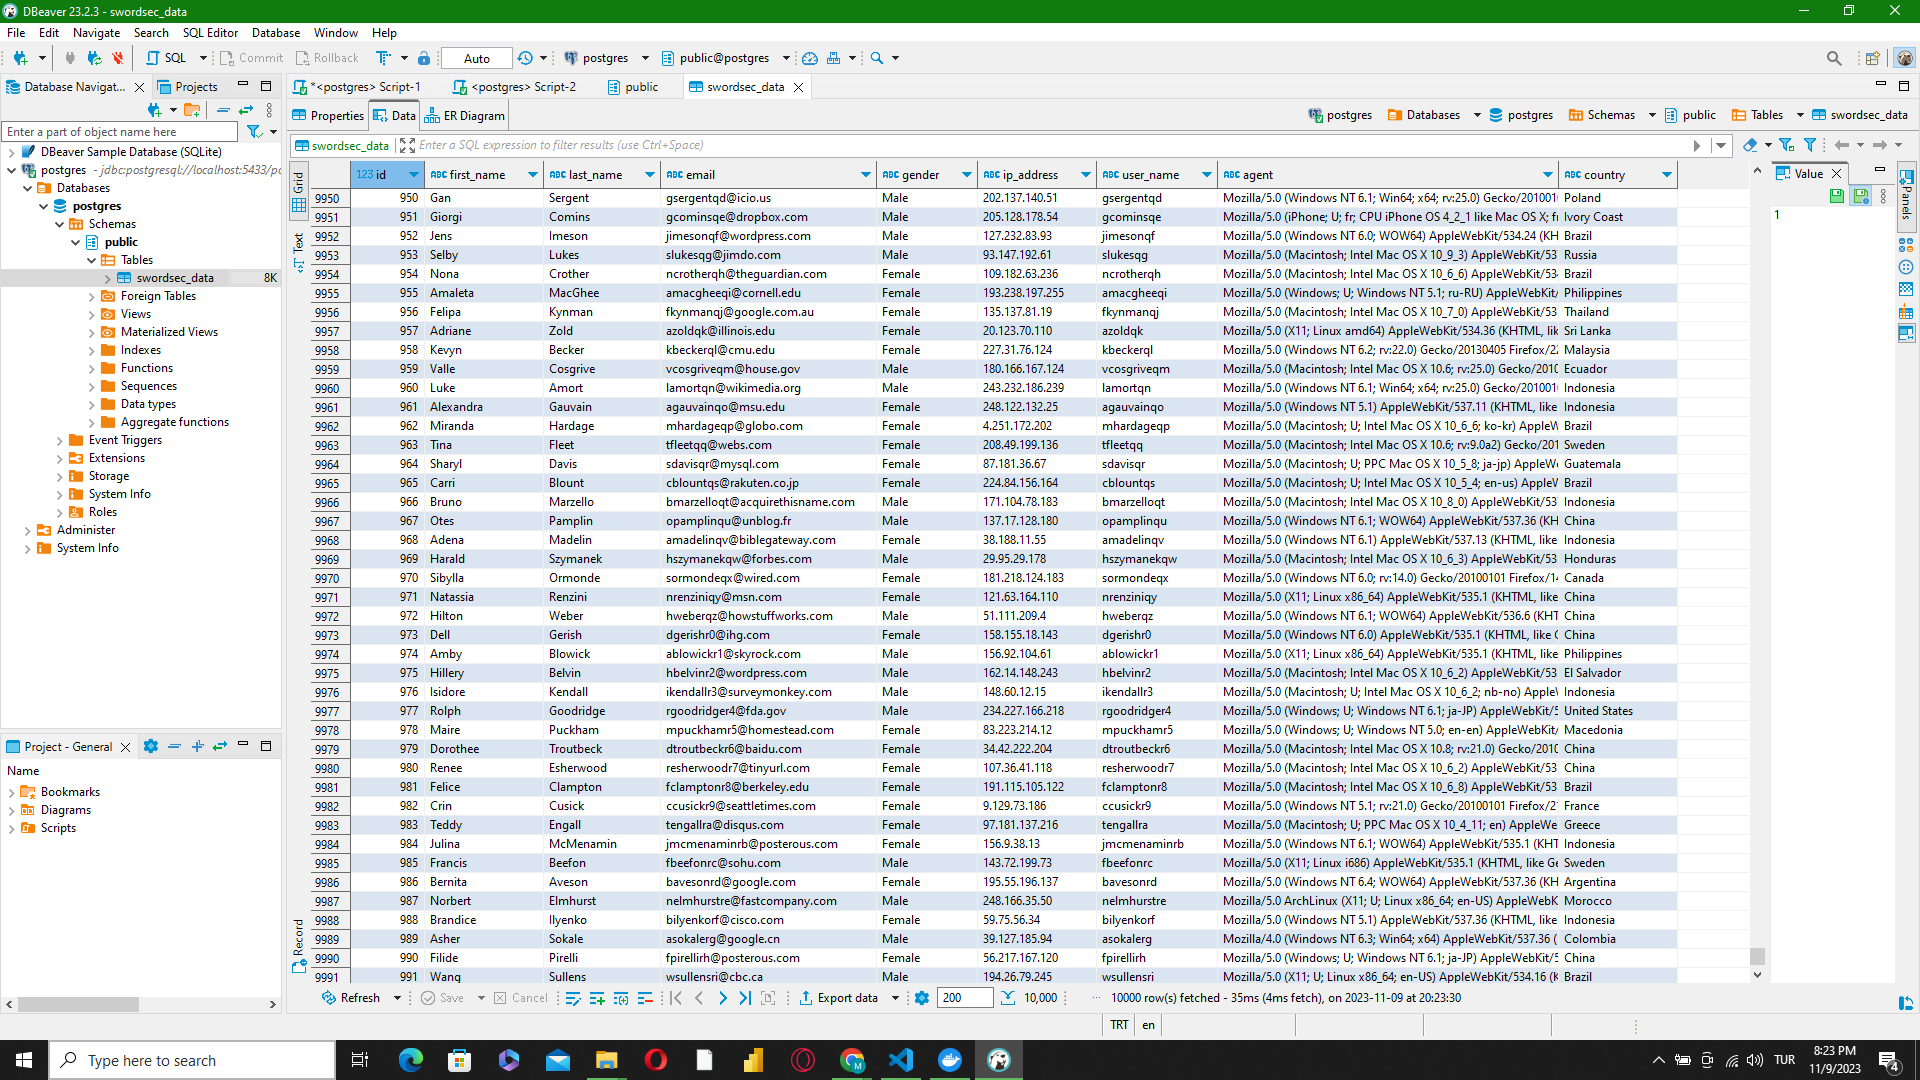 DBeaver 23.2.3 - swordsec_data
File Edit Navigate Search SQL Editor Database Window Help
SQL Commit Rollback Auto postgres public@postgres
Database Navigat... Projects
*<postgres> Script-1 <postgres> Script-2 public swordsec_data
Properties Data ER Diagram
postgres Databases postgres Schemas public Tables swordsec_data
Enter a part of object name here
DBeaver Sample Database (SQLite)
postgres - jdbc:postgresql://localhost:5433/po
Databases
postgres
Schemas
public
Tables
swordsec_data 8K
Foreign Tables
Views
Materialized Views
Indexes
Functions
Sequences
Data types
Aggregate functions
Event Triggers
Extensions
Storage
System Info
Roles
Administer
System Info
Project - General
Name
Bookmarks
Diagrams
Scripts
swordsec_data Enter a SQL expression to filter results (use Ctrl+Space)
Grid
Text
Record
123 id ABC first_name ABC last_name ABC email ABC gender ABC ip_address ABC user_name ABC agent ABC country
9950 950 Gan Sergent gsergentqd@icio.us Male 202.137.140.51 gsergentqd Mozilla/5.0 (Windows NT 6.1; Win64; x64; rv:25.0) Gecko/201001 Poland
9951 951 Giorgi Comins gcominsqe@dropbox.com Male 205.128.178.54 gcominsqe Mozilla/5.0 (iPhone; U; fr; CPU iPhone OS 4_2_1 like Mac OS X; fr Ivory Coast
9952 952 Jens Imeson jimesonqf@wordpress.com Male 127.232.83.93 jimesonqf Mozilla/5.0 (Windows NT 6.0; WOW64) AppleWebKit/534.24 (KH Brazil
9953 953 Selby Lukes slukesqg@jimdo.com Male 93.147.192.61 slukesqg Mozilla/5.0 (Macintosh; Intel Mac OS X 10_9_3) AppleWebKit/53 Russia
9954 954 Nona Crother ncrotherqh@theguardian.com Female 109.182.63.236 ncrotherqh Mozilla/5.0 (Macintosh; Intel Mac OS X 10_6_6) AppleWebKit/53 Brazil
9955 955 Amaleta MacGhee amacgheeqi@cornell.edu Female 193.238.197.255 amacgheeqi Mozilla/5.0 (Windows; U; Windows NT 5.1; ru-RU) AppleWebKit/ Philippines
9956 956 Felipa Kynman fkynmanqj@google.com.au Female 135.137.81.19 fkynmanqj Mozilla/5.0 (Macintosh; Intel Mac OS X 10_7_0) AppleWebKit/53 Thailand
9957 957 Adriane Zold azoldqk@illinois.edu Female 20.123.70.110 azoldqk Mozilla/5.0 (X11; Linux amd64) AppleWebKit/534.36 (KHTML, lik Sri Lanka
9958 958 Kevyn Becker kbeckerql@cmu.edu Female 227.31.76.124 kbeckerql Mozilla/5.0 (Windows NT 6.2; rv:22.0) Gecko/20130405 Firefox/22 Malaysia
9959 959 Valle Cosgrive vcosgriveqm@house.gov Male 180.166.167.124 vcosgriveqm Mozilla/5.0 (Macintosh; Intel Mac OS X 10.6; rv:25.0) Gecko/2010 Ecuador
9960 960 Luke Amort lamortqn@wikimedia.org Male 243.232.186.239 lamortqn Mozilla/5.0 (Windows NT 6.1; Win64; x64; rv:25.0) Gecko/201001 Indonesia
9961 961 Alexandra Gauvain agauvainqo@msu.edu Female 248.122.132.25 agauvainqo Mozilla/5.0 (Windows NT 5.1) AppleWebKit/537.11 (KHTML, like Indonesia
9962 962 Miranda Hardage mhardageqp@globo.com Female 4.251.172.202 mhardageqp Mozilla/5.0 (Macintosh; U; Intel Mac OS X 10_6_6; ko-kr) AppleW Brazil
9963 963 Tina Fleet tfleetqq@webs.com Female 208.49.199.136 tfleetqq Mozilla/5.0 (Macintosh; Intel Mac OS X 10.6; rv:9.0a2) Gecko/201 Sweden
9964 964 Sharyl Davis sdavisqr@mysql.com Female 87.181.36.67 sdavisqr Mozilla/5.0 (Macintosh; U; PPC Mac OS X 10_5_8; ja-jp) AppleW Guatemala
9965 965 Carri Blount cblountqs@rakuten.co.jp Female 224.84.156.164 cblountqs Mozilla/5.0 (Macintosh; U; Intel Mac OS X 10_5_4; en-us) AppleW Brazil
9966 966 Bruno Marzello bmarzelloqt@acquirethisname.com Male 171.104.78.183 bmarzelloqt Mozilla/5.0 (Macintosh; Intel Mac OS X 10_8_0) AppleWebKit/537 Indonesia
9967 967 Otes Pamplin opamplinqu@unblog.fr Male 137.17.128.180 opamplinqu Mozilla/5.0 (Windows NT 6.1; WOW64) AppleWebKit/537.36 (KH China
9968 968 Adena Madelin amadelinqv@biblegateway.com Female 38.188.11.55 amadelinqv Mozilla/5.0 (Windows NT 6.1) AppleWebKit/537.13 (KHTML, like Indonesia
9969 969 Harald Szymanek hszymanekqw@forbes.com Male 29.95.29.178 hszymanekqw Mozilla/5.0 (Macintosh; Intel Mac OS X 10_6_3) AppleWebKit/53 Honduras
9970 970 Sibylla Ormonde sormondeqx@wired.com Female 181.218.124.183 sormondeqx Mozilla/5.0 (Windows NT 6.0; rv:14.0) Gecko/20100101 Firefox/14 Canada
9971 971 Natassia Renzini nrenziniqy@msn.com Female 121.63.164.110 nrenziniqy Mozilla/5.0 (X11; Linux x86_64) AppleWebKit/535.1 (KHTML, like China
9972 972 Hilton Weber hweberqz@howstuffworks.com Male 51.111.209.4 hweberqz Mozilla/5.0 (Windows NT 6.1; WOW64) AppleWebKit/536.6 (KHT China
9973 973 Dell Gerish dgerishr0@ihg.com Female 158.155.18.143 dgerishr0 Mozilla/5.0 (Windows NT 6.0) AppleWebKit/535.1 (KHTML, like G China
9974 974 Amby Blowick ablowickr1@skyrock.com Male 156.92.104.61 ablowickr1 Mozilla/5.0 (X11; Linux x86_64) AppleWebKit/535.1 (KHTML, like Philippines
9975 975 Hillery Belvin hbelvinr2@wordpress.com Male 162.14.148.243 hbelvinr2 Mozilla/5.0 (Macintosh; Intel Mac OS X 10_6_2) AppleWebKit/53 El Salvador
9976 976 Isidore Kendall ikendallr3@surveymonkey.com Male 148.60.12.15 ikendallr3 Mozilla/5.0 (Macintosh; U; Intel Mac OS X 10_6_2; nb-no) AppleW Indonesia
9977 977 Rolph Goodridge rgoodridger4@fda.gov Male 234.227.166.218 rgoodridger4 Mozilla/5.0 (Windows; U; Windows NT 6.1; ja-JP) AppleWebKit/5 United States
9978 978 Maire Puckham mpuckhamr5@homestead.com Female 83.223.214.12 mpuckhamr5 Mozilla/5.0 (Windows; U; Windows NT 5.0; en-en) AppleWebKit/ Macedonia
9979 979 Dorothee Troutbeck dtroutbeckr6@baidu.com Female 34.42.222.204 dtroutbeckr6 Mozilla/5.0 (Macintosh; Intel Mac OS X 10.8; rv:21.0) Gecko/2010 China
9980 980 Renee Esherwood resherwoodr7@tinyurl.com Female 107.36.41.118 resherwoodr7 Mozilla/5.0 (Macintosh; Intel Mac OS X 10_6_2) AppleWebKit/53 China
9981 981 Felice Clampton fclamptonr8@berkeley.edu Female 191.115.105.122 fclamptonr8 Mozilla/5.0 (Macintosh; Intel Mac OS X 10_6_8) AppleWebKit/53 Brazil
9982 982 Crin Cusick ccusickr9@seattletimes.com Female 9.129.73.186 ccusickr9 Mozilla/5.0 (Windows NT 5.1; rv:21.0) Gecko/20100101 Firefox/21 France
9983 983 Teddy Engall tengallra@disqus.com Female 97.181.137.216 tengallra Mozilla/5.0 (Macintosh; U; PPC Mac OS X 10_4_11; en) AppleWe Greece
9984 984 Julina McMenamin jmcmenaminrb@posterous.com Female 156.9.38.13 jmcmenaminrb Mozilla/5.0 (Windows NT 6.1; WOW64) AppleWebKit/535.1 (KHT Indonesia
9985 985 Francis Beefon fbeefonrc@sohu.com Male 143.72.199.73 fbeefonrc Mozilla/5.0 (X11; Linux i686) AppleWebKit/535.1 (KHTML, like Ge Sweden
9986 986 Bernita Aveson bavesonrd@google.com Female 195.55.196.137 bavesonrd Mozilla/5.0 (Windows NT 6.4; WOW64) AppleWebKit/537.36 (KH Argentina
9987 987 Norbert Elmhurst nelmhurstre@fastcompany.com Male 248.166.35.50 nelmhurstre Mozilla/5.0 ArchLinux (X11; U; Linux x86_64; en-US) AppleWebK Morocco
9988 988 Brandice Ilyenko bilyenkorf@cisco.com Female 59.75.56.34 bilyenkorf Mozilla/5.0 (Windows NT 5.1) AppleWebKit/537.36 (KHTML, like Indonesia
9989 989 Asher Sokale asokalerg@google.cn Male 39.127.185.94 asokalerg Mozilla/4.0 (Windows NT 6.3; Win64; x64) AppleWebKit/537.36 ( Colombia
9990 990 Filide Pirelli fpirellirh@posterous.com Female 56.217.167.120 fpirellirh Mozilla/5.0 (Windows; U; Windows NT 6.1; ja-JP) AppleWebKit/5 China
9991 991 Wang Sullens wsullensri@cbc.ca Male 194.26.79.245 wsullensri Mozilla/5.0 (X11; U; Linux x86_64; en-US) AppleWebKit/534.16 (K Brazil
Value
1
Panels
Refresh Save Cancel Export data 200 10,000 10000 row(s) fetched - 35ms (4ms fetch), on 2023-11-09 at 20:23:30
TRT en
Type here to search
TUR
8:23 PM
11/9/2023
4